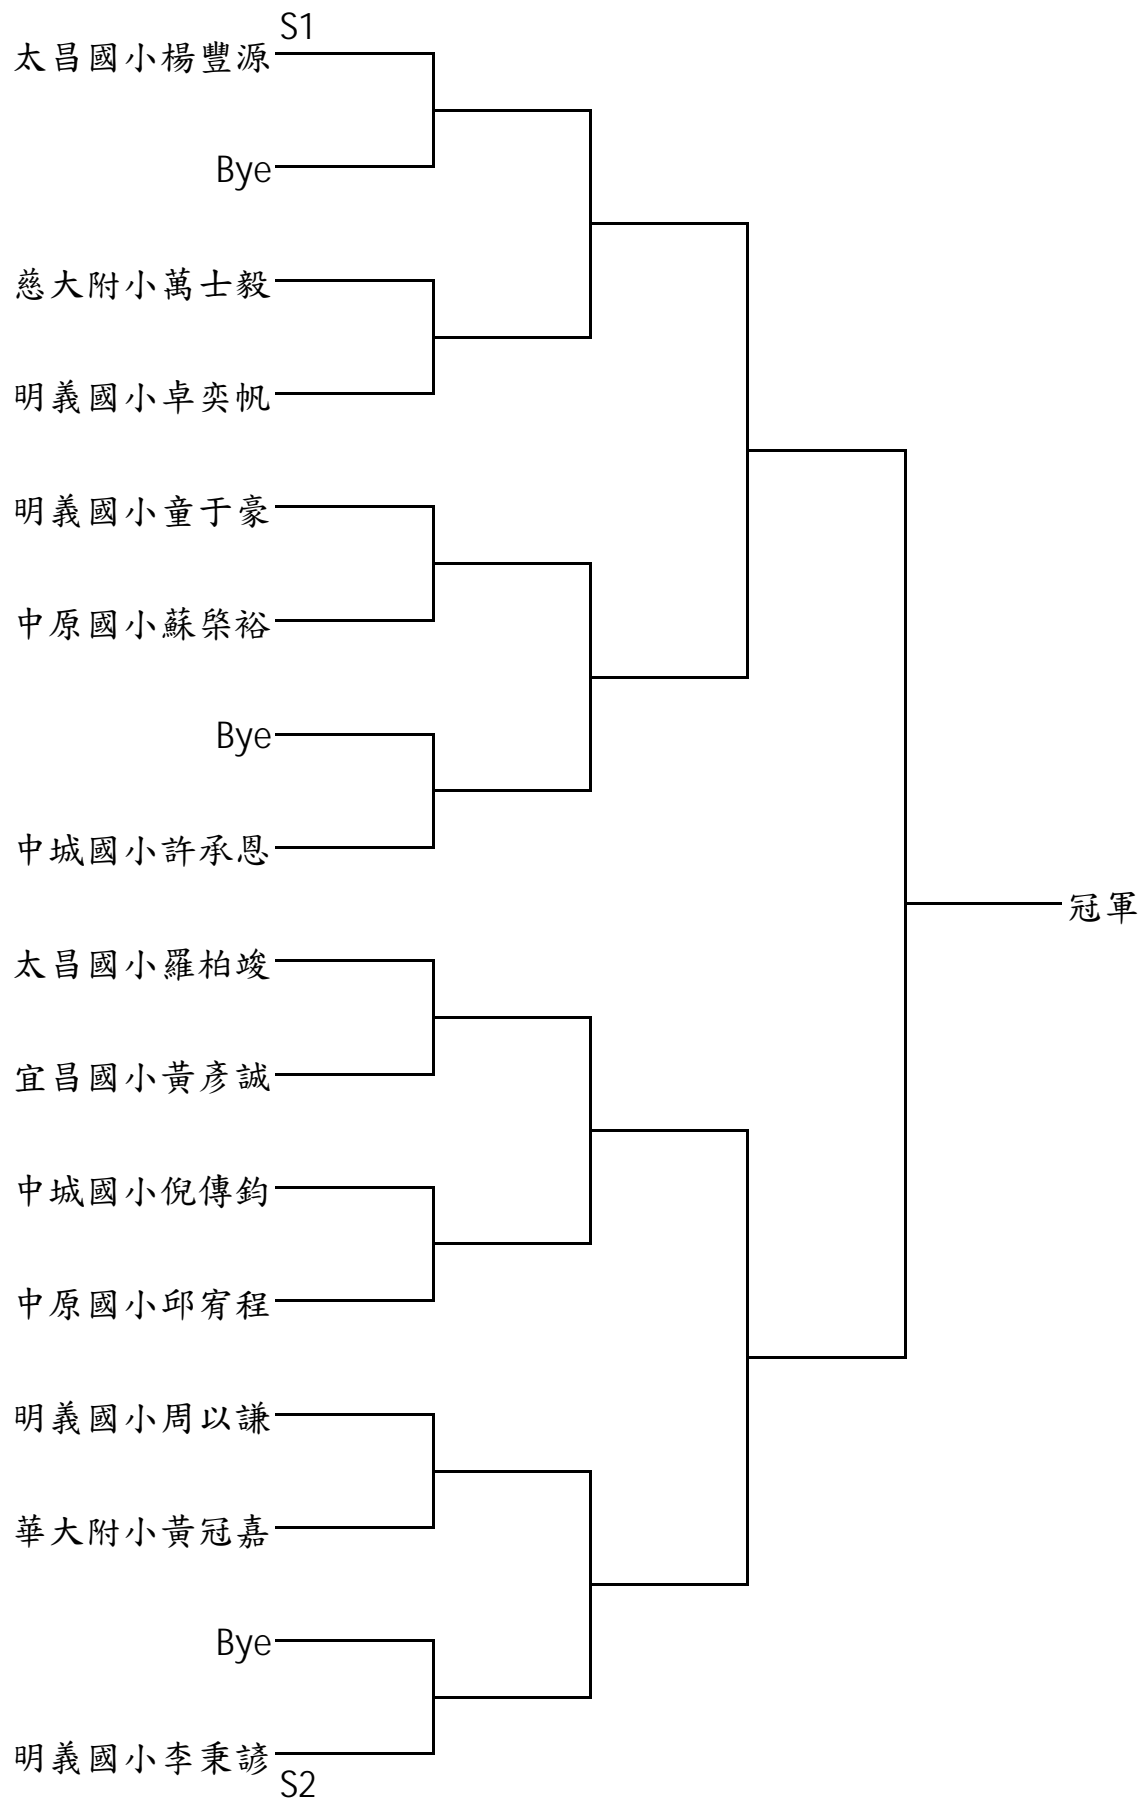 S1
太昌國小楊豐源
Bye
慈大附小萬士毅
明義國小卓奕帆
明義國小童于豪
中原國小蘇棨裕
Bye
中城國小許承恩
冠軍
太昌國小羅柏竣
宜昌國小黃彥誠
中城國小倪傳鈞
中原國小邱宥程
明義國小周以謙
華大附小黃冠嘉
Bye
明義國小李秉諺
S2